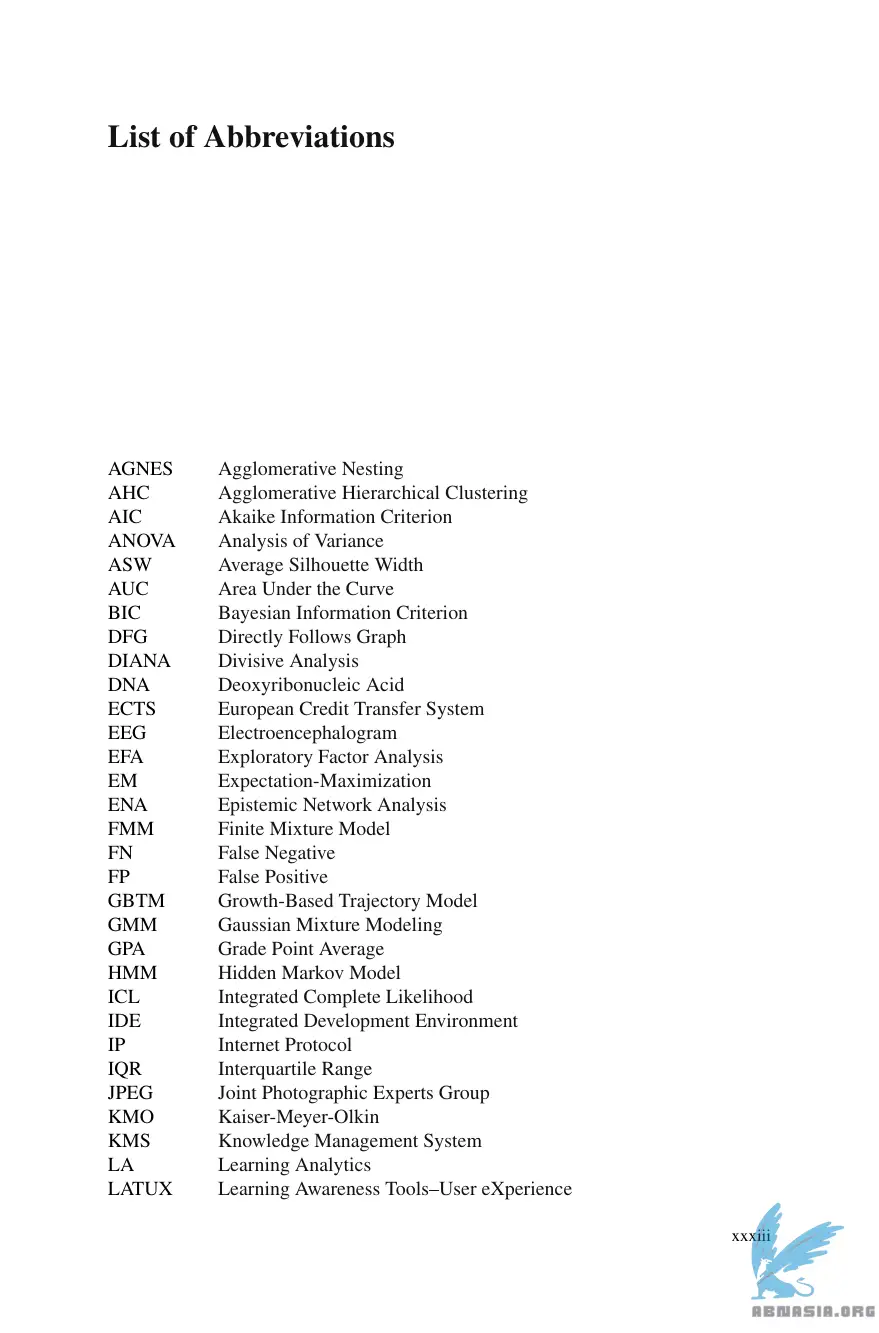 List of Abbreviations
AGNES Agglomerative Nesting
AHC Agglomerative Hierarchical Clustering
AIC Akaike Information Criterion
ANOVA Analysis of Variance
ASW Average Silhouette Width
AUC Area Under the Curve
BIC Bayesian Information Criterion
DFG Directly Follows Graph
DIANA Divisive Analysis
DNA Deoxyribonucleic Acid
ECTS European Credit Transfer System
EEG Electroencephalogram
EFA Exploratory Factor Analysis
EM Expectation-Maximization
ENA Epistemic Network Analysis
FMM Finite Mixture Model
FN False Negative
FP False Positive
GBTM Growth-Based Trajectory Model
GMM Gaussian Mixture Modeling
GPA Grade Point Average
HMM Hidden Markov Model
ICL Integrated Complete Likelihood
IDE Integrated Development Environment
IP Internet Protocol
IQR Interquartile Range
JPEG Joint Photographic Experts Group
KMO Kaiser-Meyer-Olkin
KMS Knowledge Management System
LA Learning Analytics
LATUX Learning Awareness Tools–User eXperience
xxxiii
ABNASIA.ORG